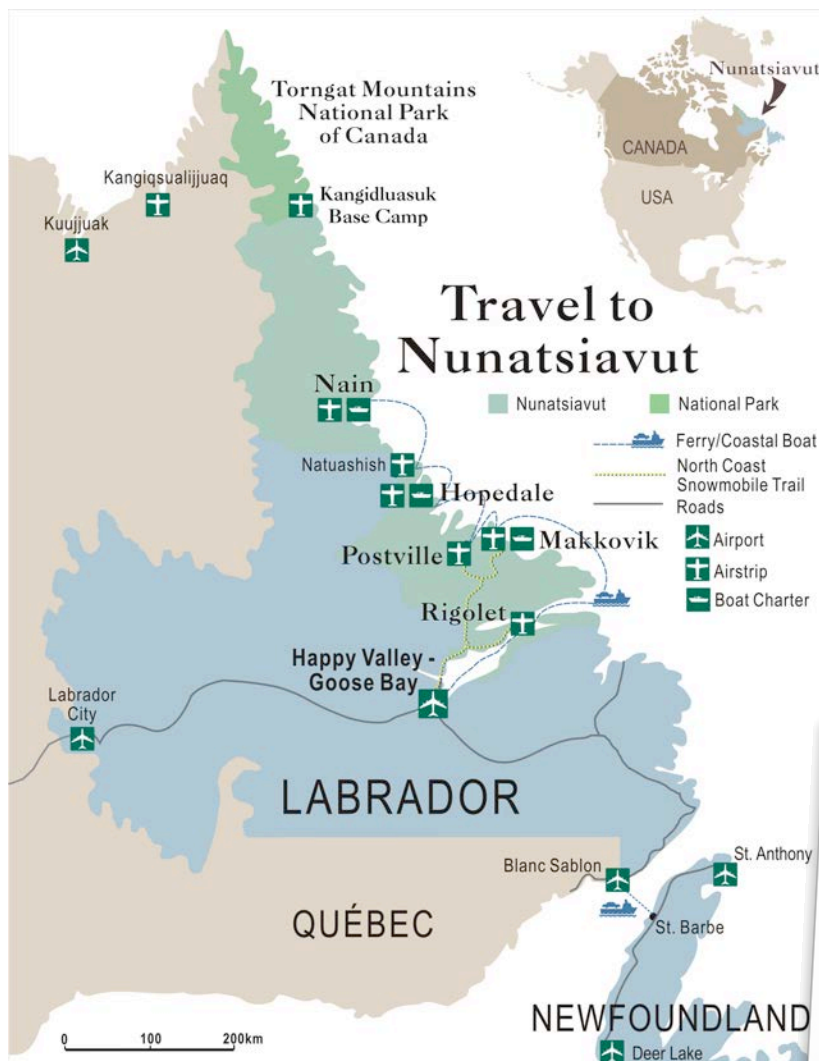 Torngat Mountains
National Park
of Canada
Nunatsiavut
CANADA
USA
Kangiqsualijjuaq
Kangidluasuk
Base Camp
Kuujjuak
Travel to
Nunatsiavut
Nunatsiavut
National Park
Ferry/Coastal Boat
North Coast
Snowmobile Trail
Roads
Airport
Airstrip
Boat Charter
Nain
Natuashish
Hopedale
Postville
Makkovik
Rigolet
Happy Valley -
Goose Bay
Labrador
City
LABRADOR
Blanc Sablon
St. Anthony
QUÉBEC
St. Barbe
NEWFOUNDLAND
Deer Lake
0 100 200km